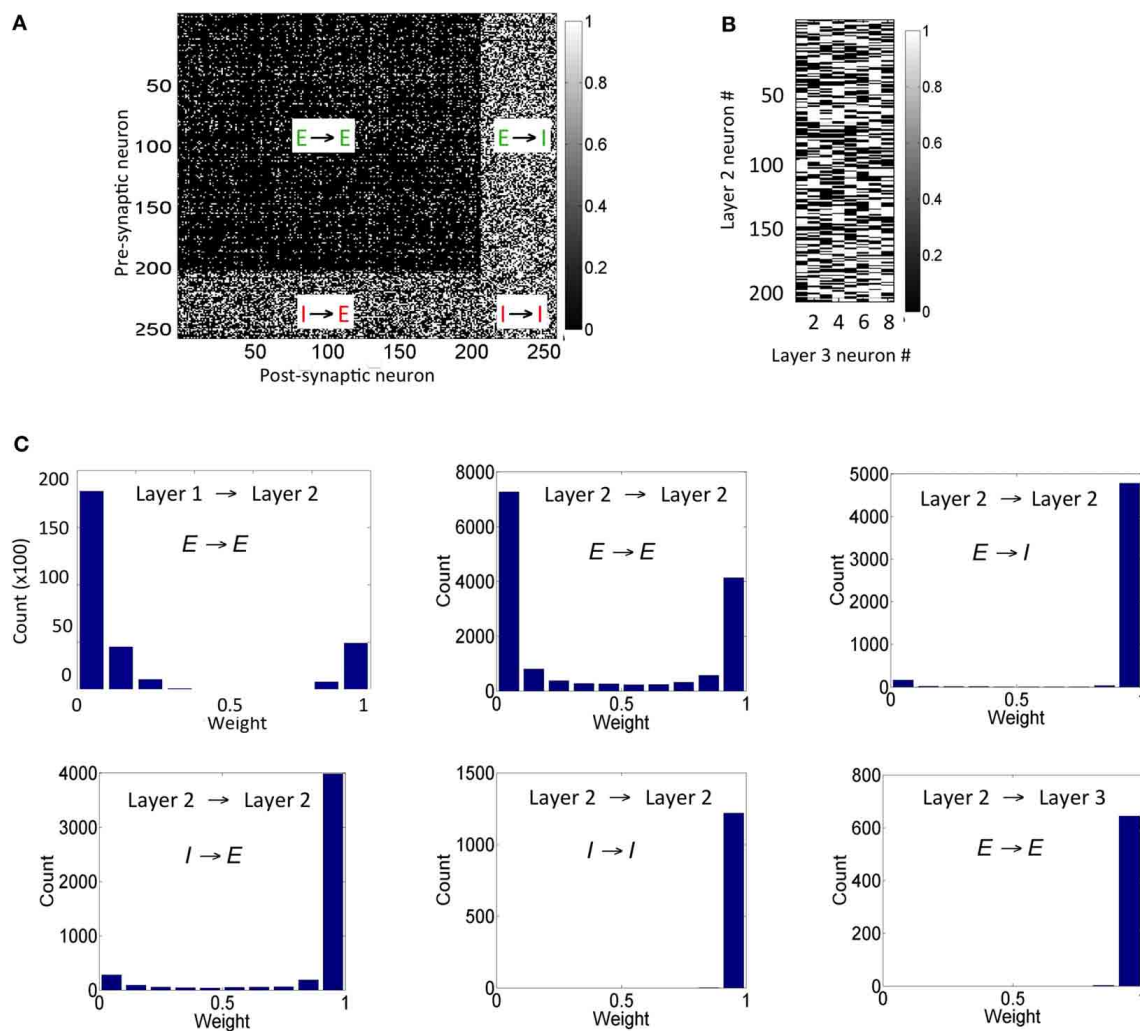 A
50
100
150
200
250
Pre-synaptic neuron
E → E
E → I
I → E
I → I
50 100 150 200 250
Post-synaptic neuron
1
0.8
0.6
0.4
0.2
0
B
50
100
150
200
Layer 2 neuron #
2 4 6 8
Layer 3 neuron #
1
0.8
0.6
0.4
0.2
0
C
200
150
100
50
0
Count (x100)
Layer 1 → Layer 2
E → E
0 0.5 1
Weight
8000
6000
4000
2000
0
Count
Layer 2 → Layer 2
E → E
0 0.5 1
Weight
5000
4000
3000
2000
1000
0
Count
Layer 2 → Layer 2
E → I
0 0.5 1
Weight
4000
3000
2000
1000
0
Count
Layer 2 → Layer 2
I → E
0 0.5 1
Weight
1500
1000
500
0
Count
Layer 2 → Layer 2
I → I
0 0.5 1
Weight
800
600
400
200
0
Count
Layer 2 → Layer 3
E → E
0 0.5 1
Weight